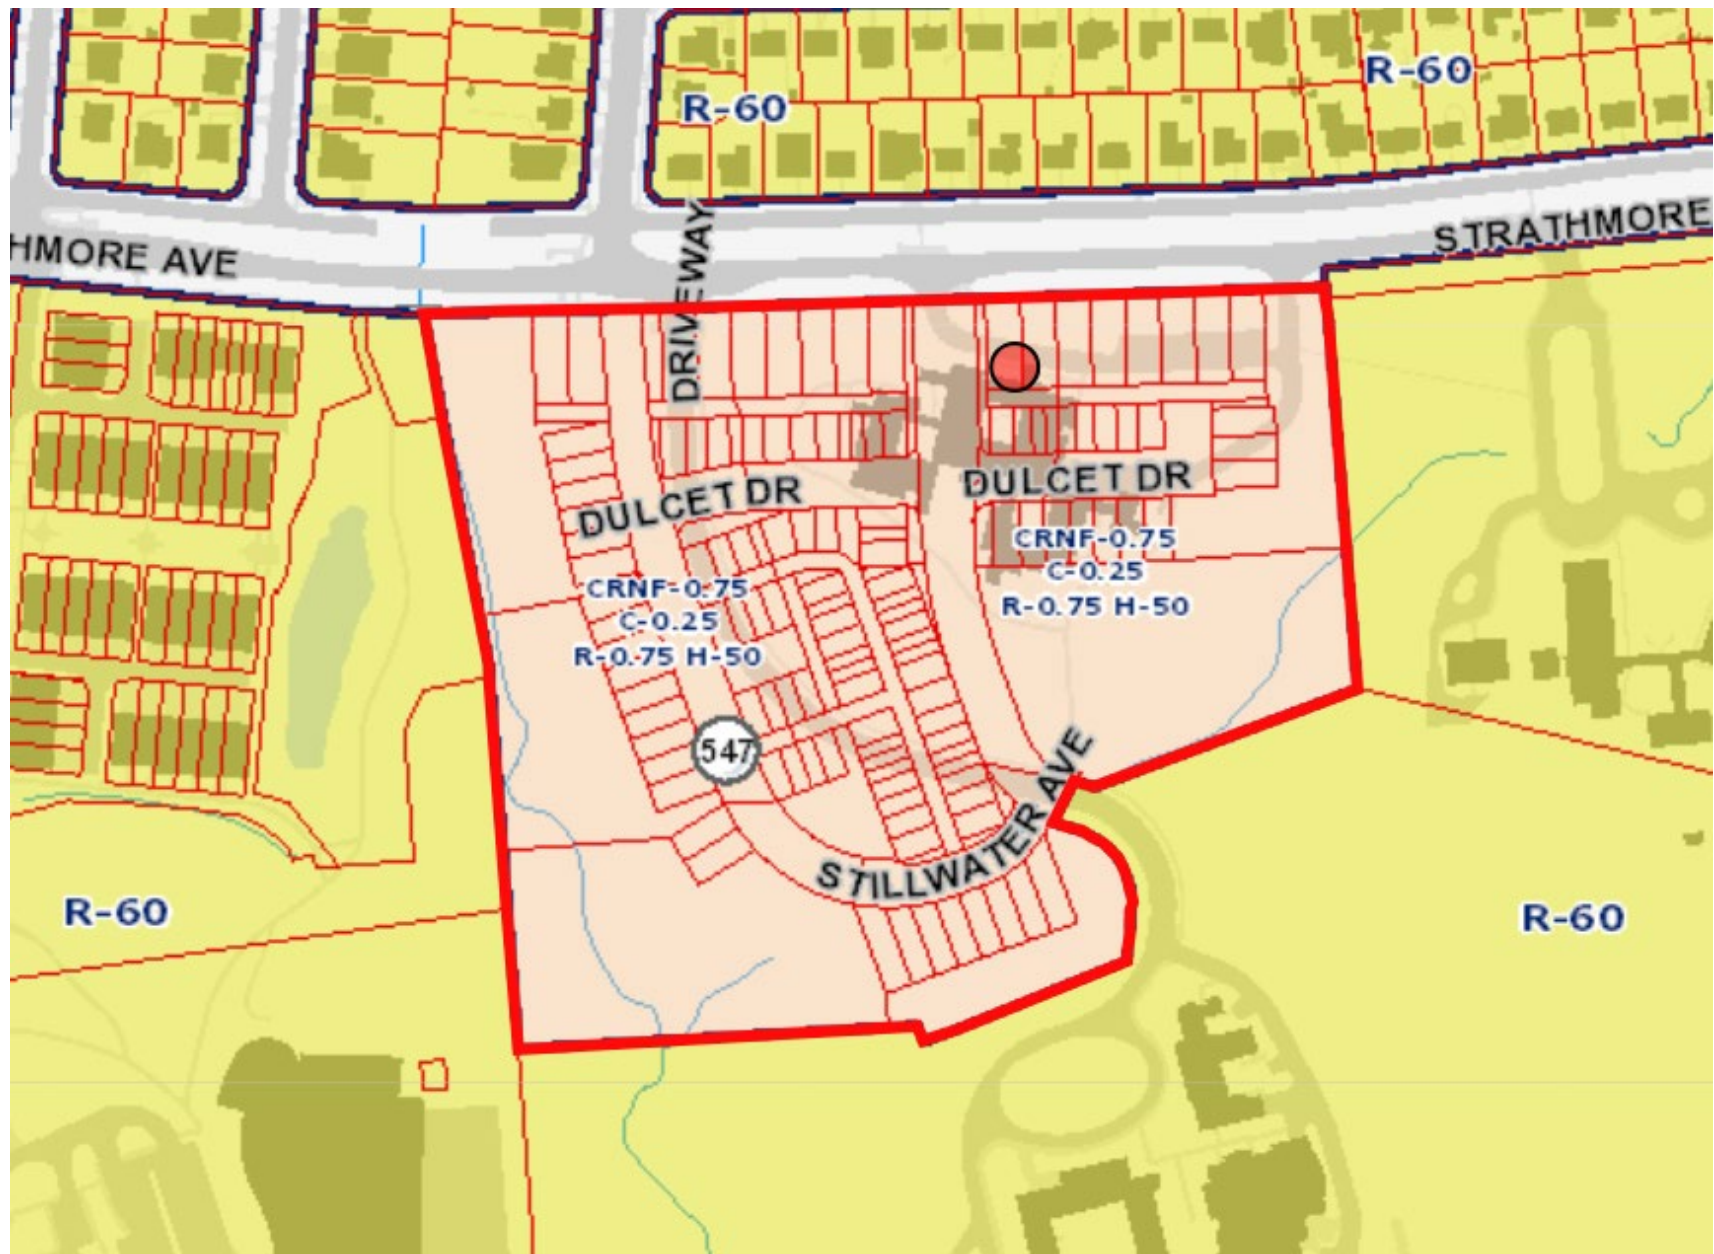 R-60
R-60
DRIVEWAY
STRATHMORE
HMORE AVE
DULCET DR
DULCET DR
CRNF-0.75
C-0.25
R-0.75 H-50
CRNF-0.75
C-0.25
R-0.75 H-50
547
STILLWATER AVE
R-60
R-60